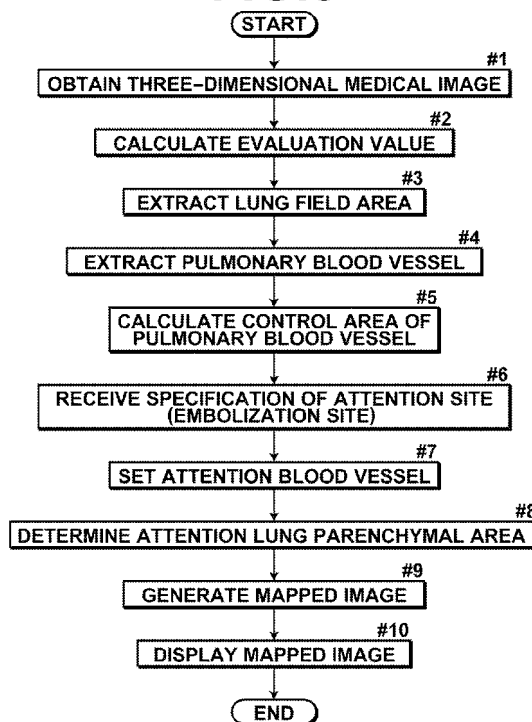 START
#1
OBTAIN THREE-DIMENSIONAL MEDICAL IMAGE
#2
CALCULATE EVALUATION VALUE
#3
EXTRACT LUNG FIELD AREA
#4
EXTRACT PULMONARY BLOOD VESSEL
#5
CALCULATE CONTROL AREA OF
PULMONARY BLOOD VESSEL
#6
RECEIVE SPECIFICATION OF ATTENTION SITE
(EMBOLIZATION SITE)
#7
SET ATTENTION BLOOD VESSEL
#8
DETERMINE ATTENTION LUNG PARENCHYMAL AREA
#9
GENERATE MAPPED IMAGE
#10
DISPLAY MAPPED IMAGE
END